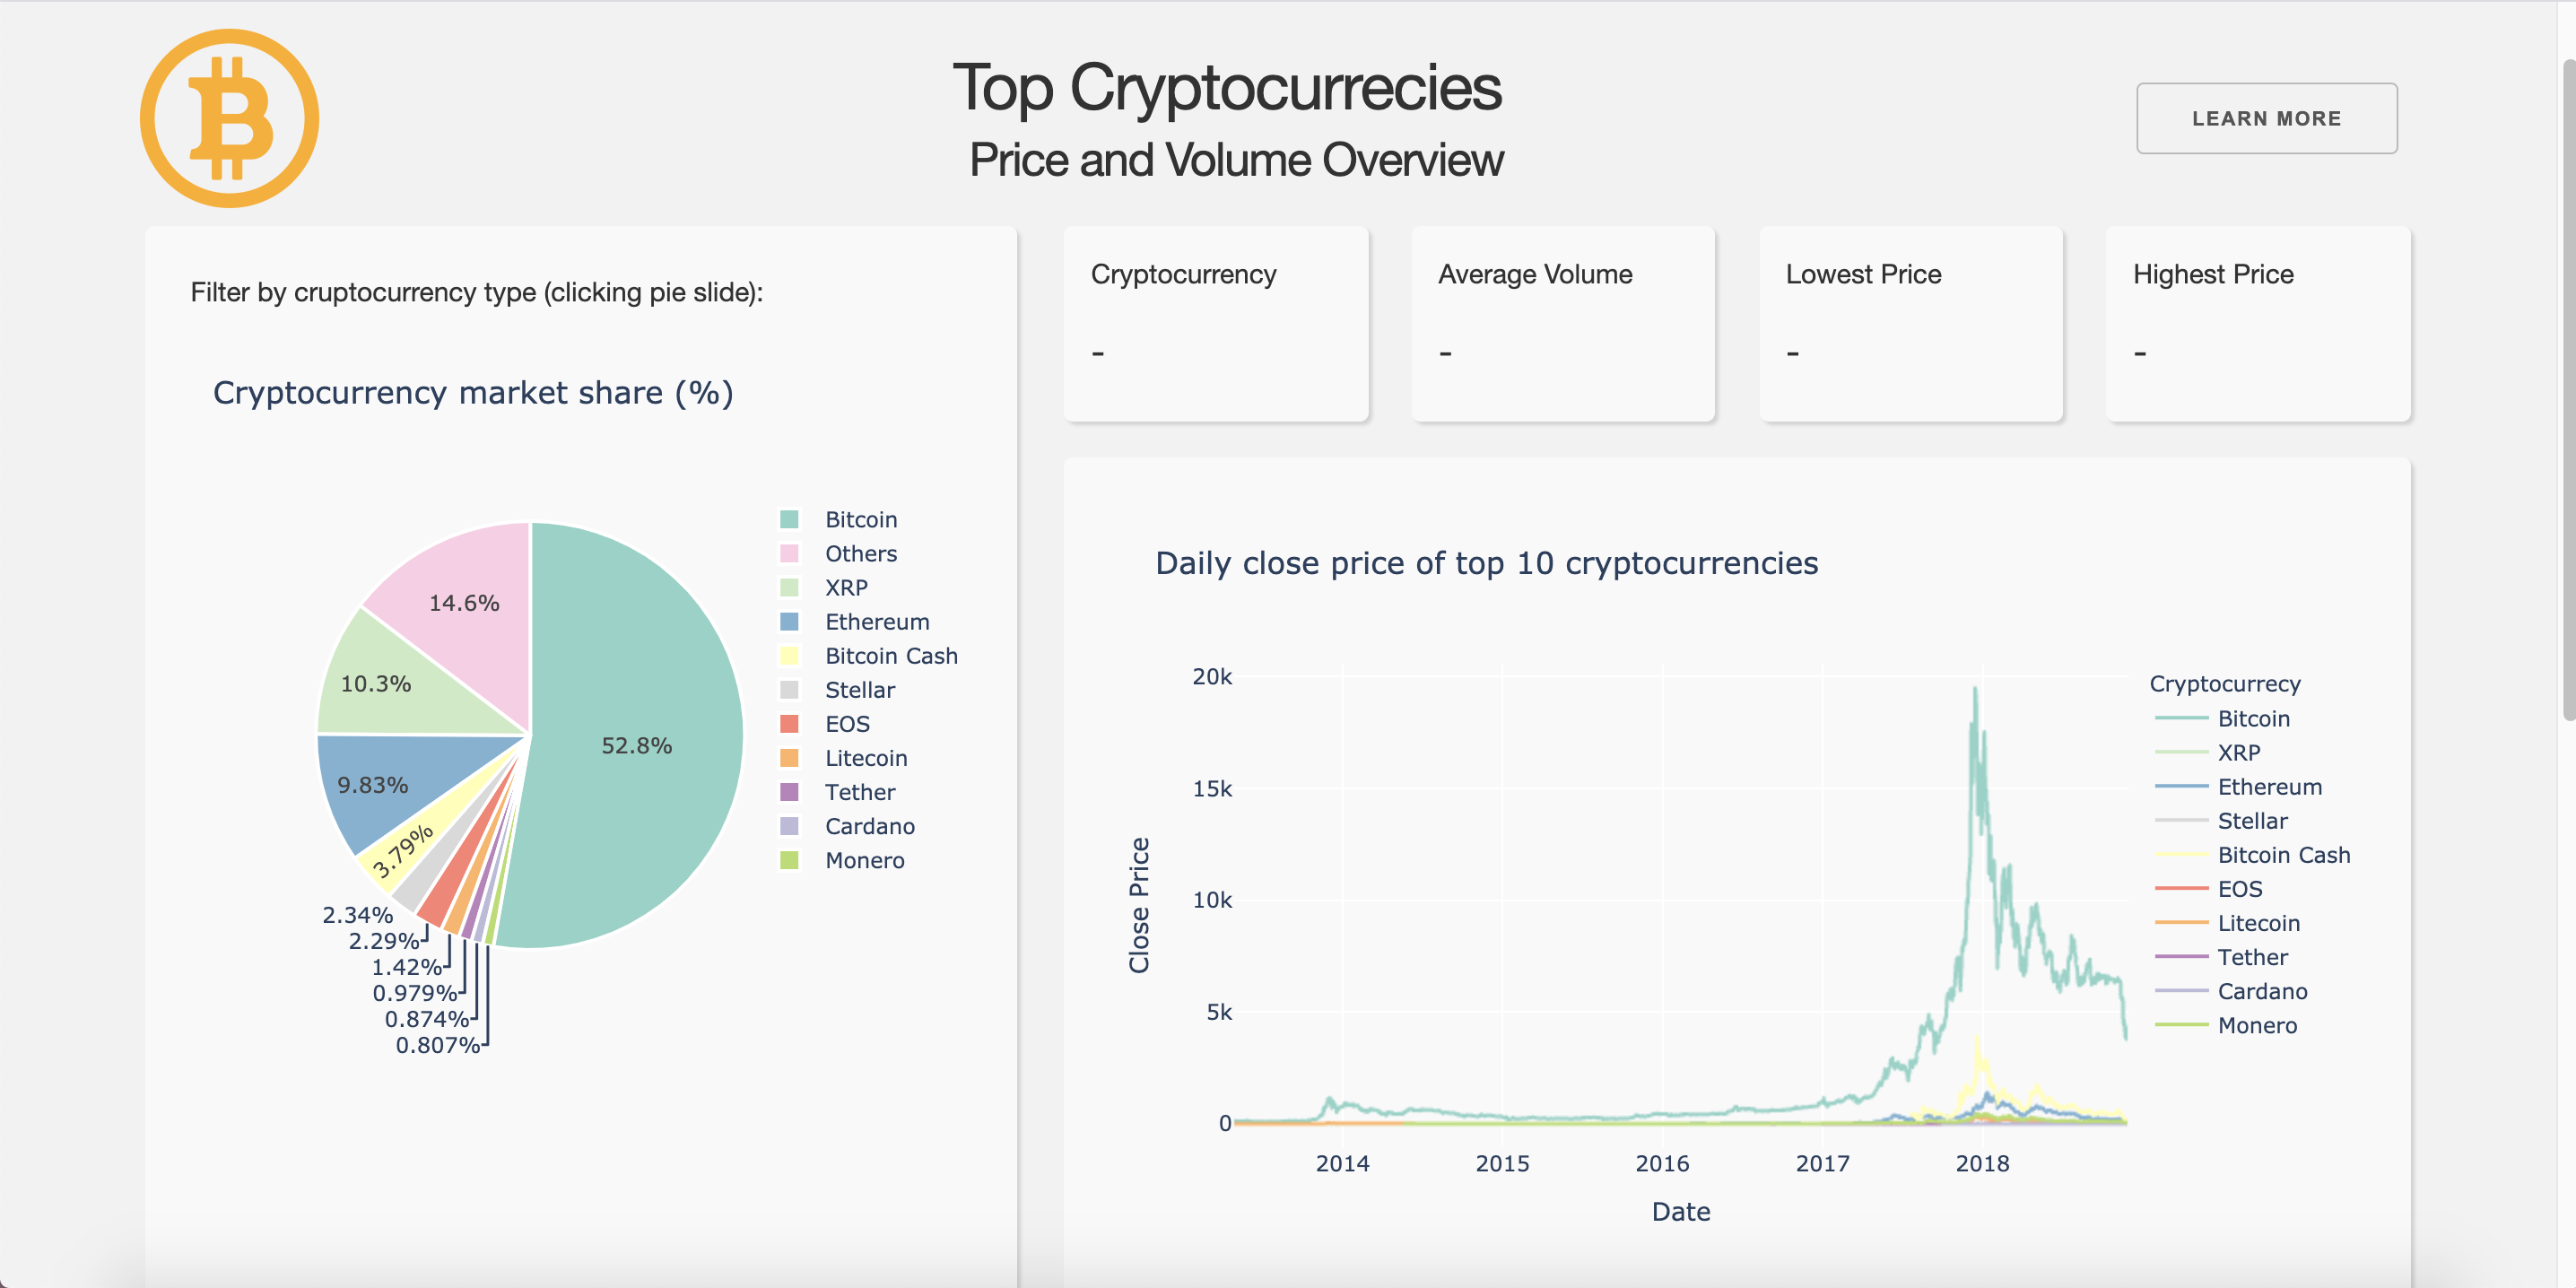 Top Cryptocurrecies
Price and Volume Overview
LEARN MORE
Filter by cruptocurrency type (clicking pie slide):
Cryptocurrency market share (%)
52.8%
14.6%
10.3%
9.83%
3.79%
2.34%
2.29%
1.42%
0.979%
0.874%
0.807%
Bitcoin
Others
XRP
Ethereum
Bitcoin Cash
Stellar
EOS
Litecoin
Tether
Cardano
Monero
Cryptocurrency
-
Average Volume
-
Lowest Price
-
Highest Price
-
Daily close price of top 10 cryptocurrencies
Close Price
20k
15k
10k
5k
0
2014
2015
2016
2017
2018
Date
Cryptocurrecy
Bitcoin
XRP
Ethereum
Stellar
Bitcoin Cash
EOS
Litecoin
Tether
Cardano
Monero